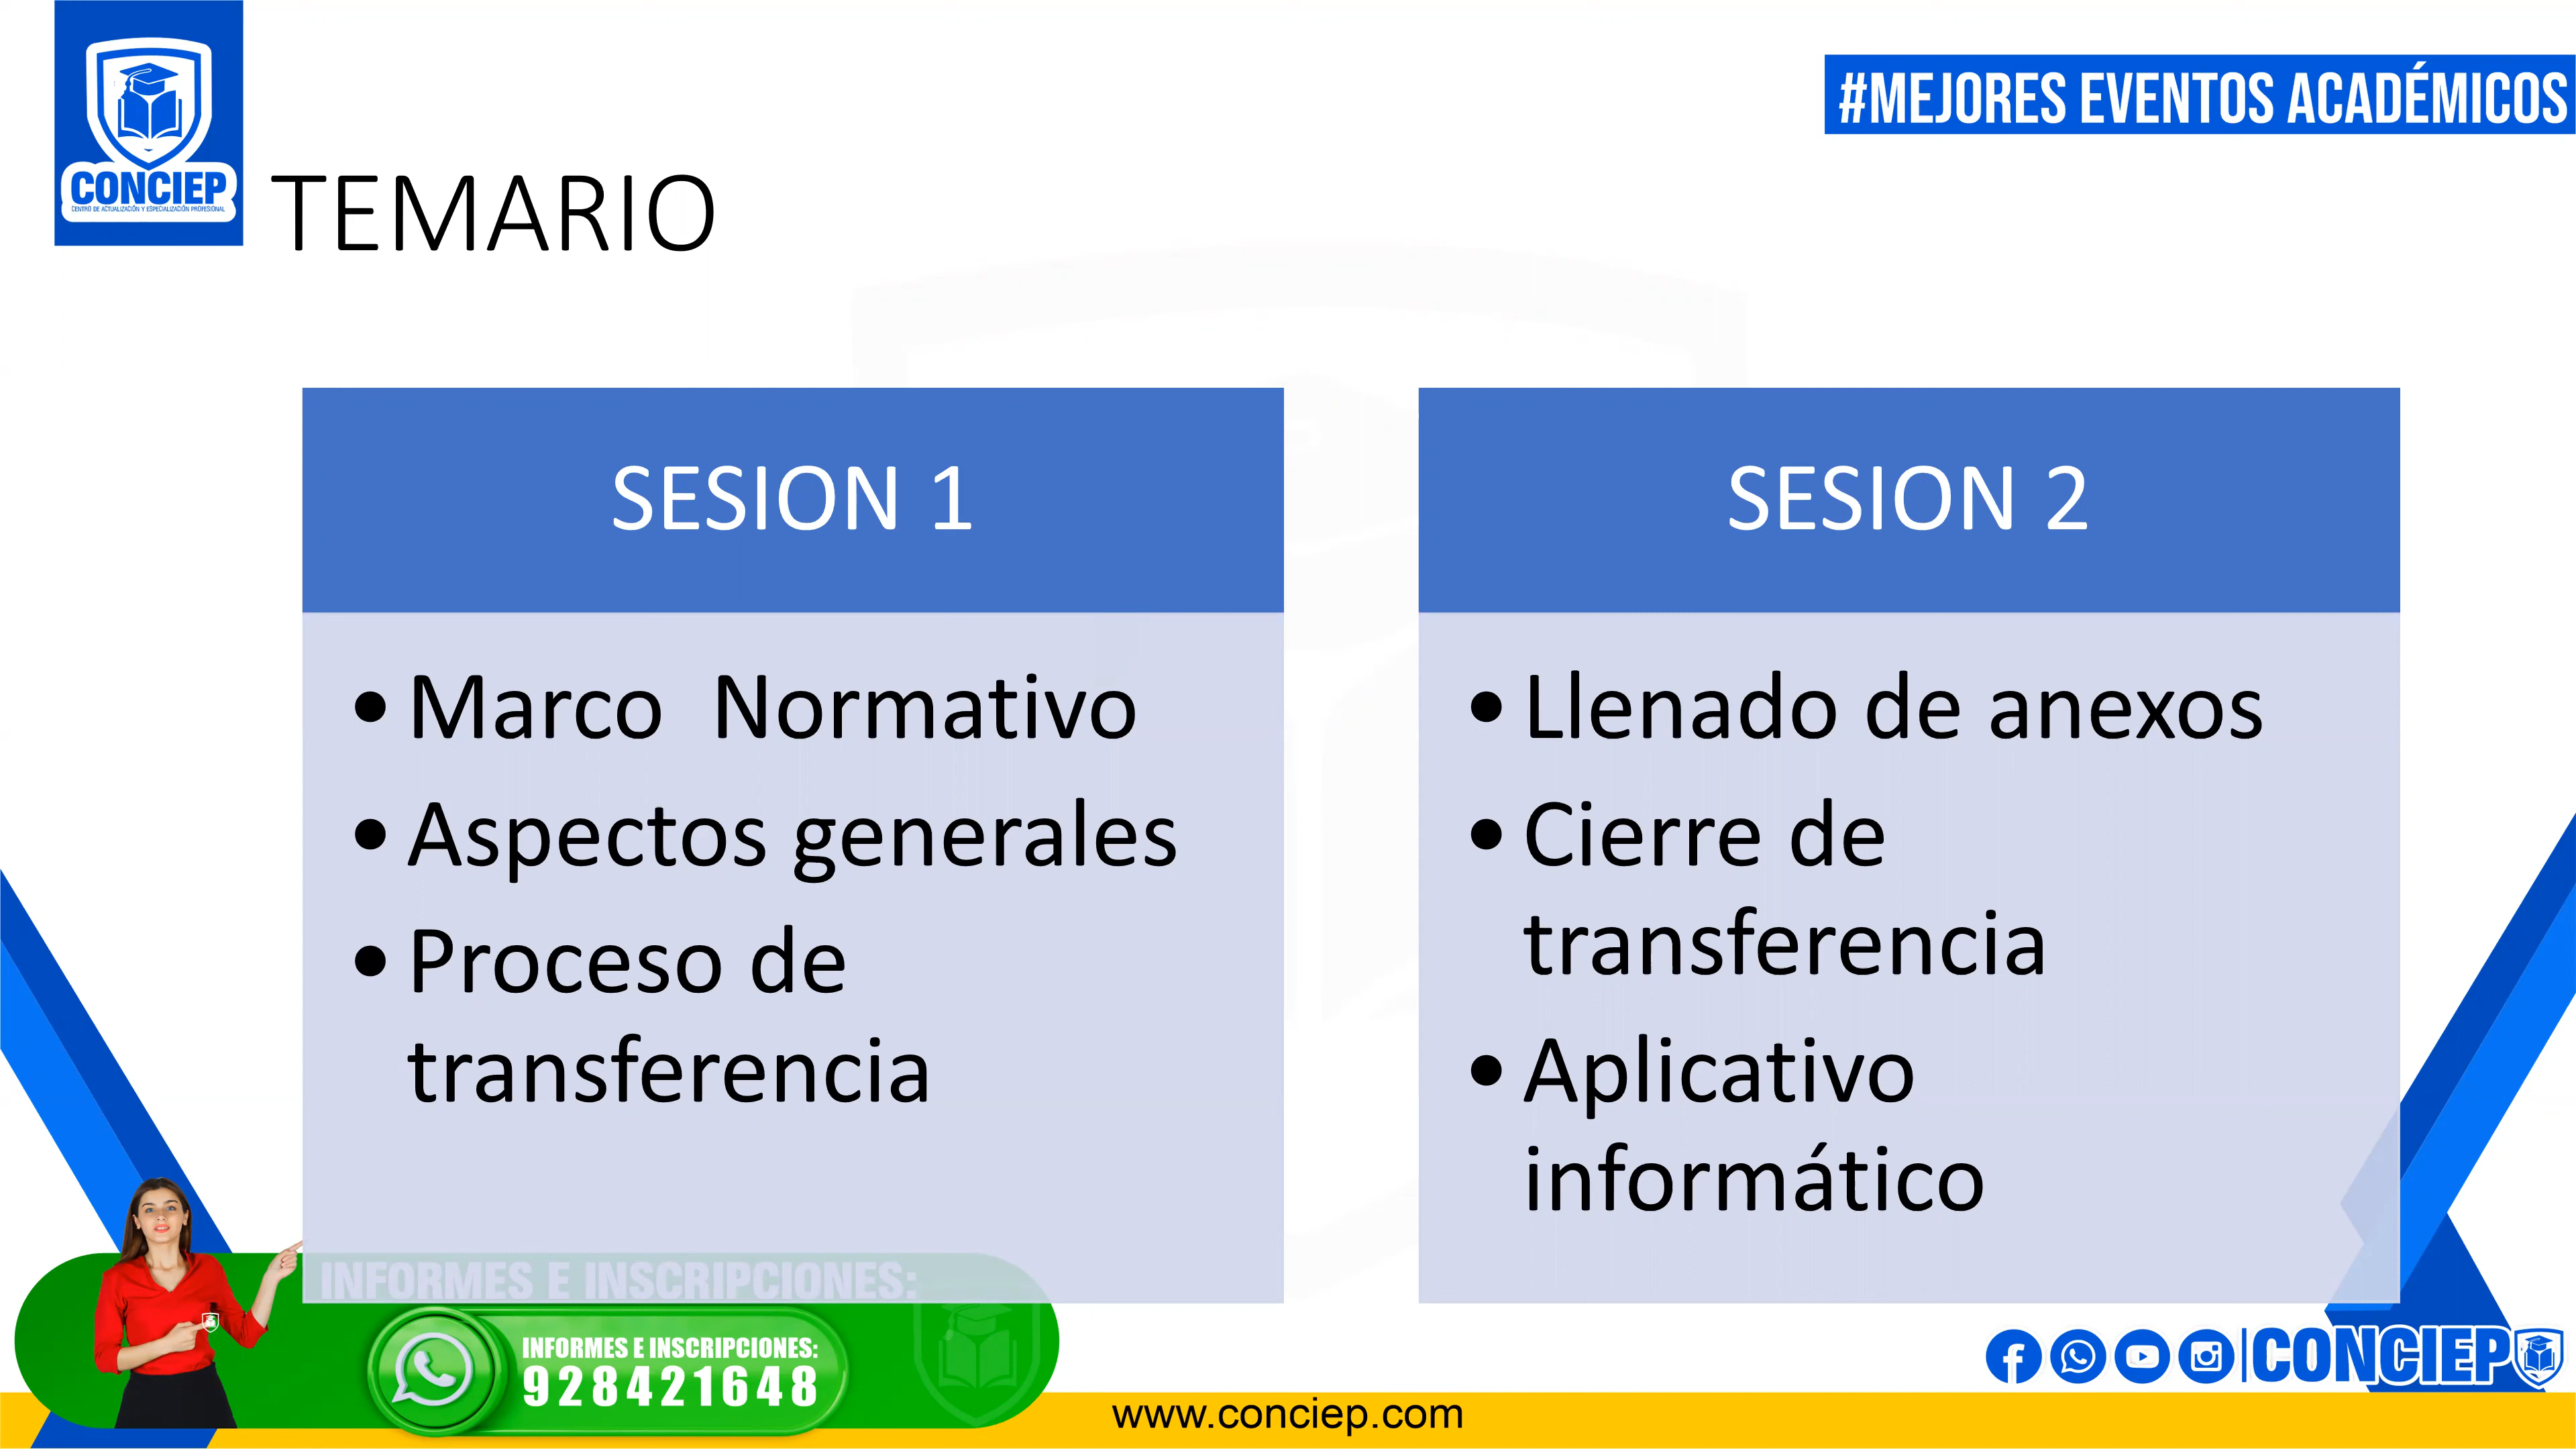 #MEJORES EVENTOS ACADÉMICOS
CONCIEP
CENTRO DE ACTUALIZACIÓN Y ESPECIALIZACIÓN PROFESIONAL
TEMARIO
SESION 1
• Marco  Normativo
• Aspectos generales
• Proceso de
transferencia
SESION 2
• Llenado de anexos
• Cierre de
transferencia
• Aplicativo
informático
INFORMES E INSCRIPCIONES:
INFORMES E INSCRIPCIONES:
928421648
CONCIEP
www.conciep.com